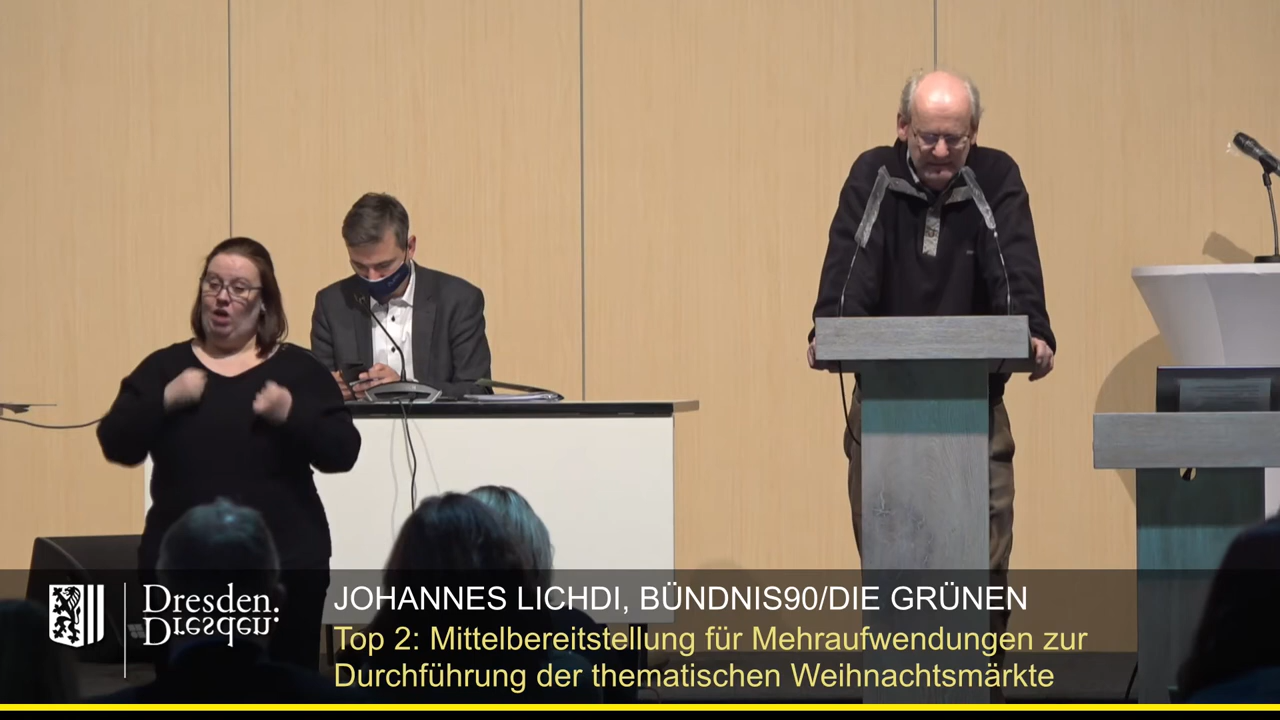 Dresden.
Dresden.
JOHANNES LICHDI, BÜNDNIS90/DIE GRÜNEN
Top 2: Mittelbereitstellung für Mehraufwendungen zur
Durchführung der thematischen Weihnachtsmärkte